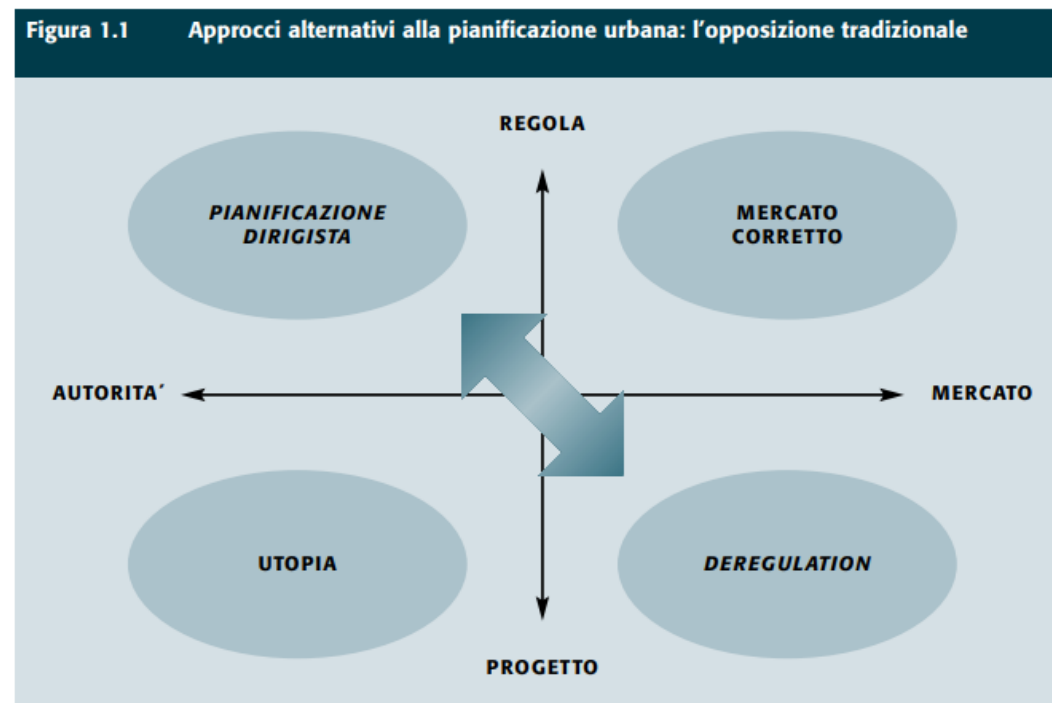 Figura 1.1 Approcci alternativi alla pianificazione urbana: l'opposizione tradizionale
REGOLA
PIANIFICAZIONE
DIRIGISTA
MERCATO
CORRETTO
AUTORITA'
MERCATO
UTOPIA
DEREGULATION
PROGETTO